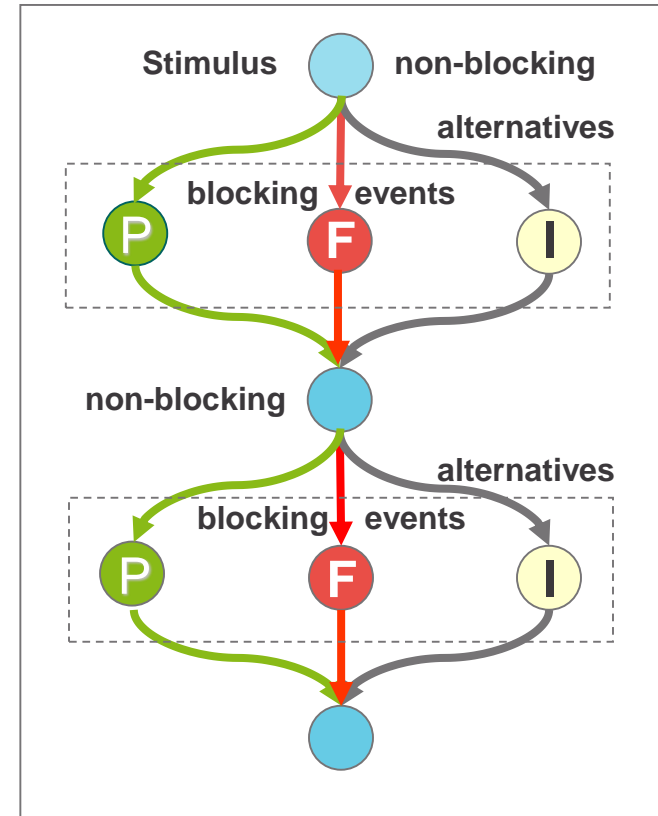 Stimulus non-blocking
alternatives
blocking events
P F I
non-blocking
alternatives
blocking events
P F I